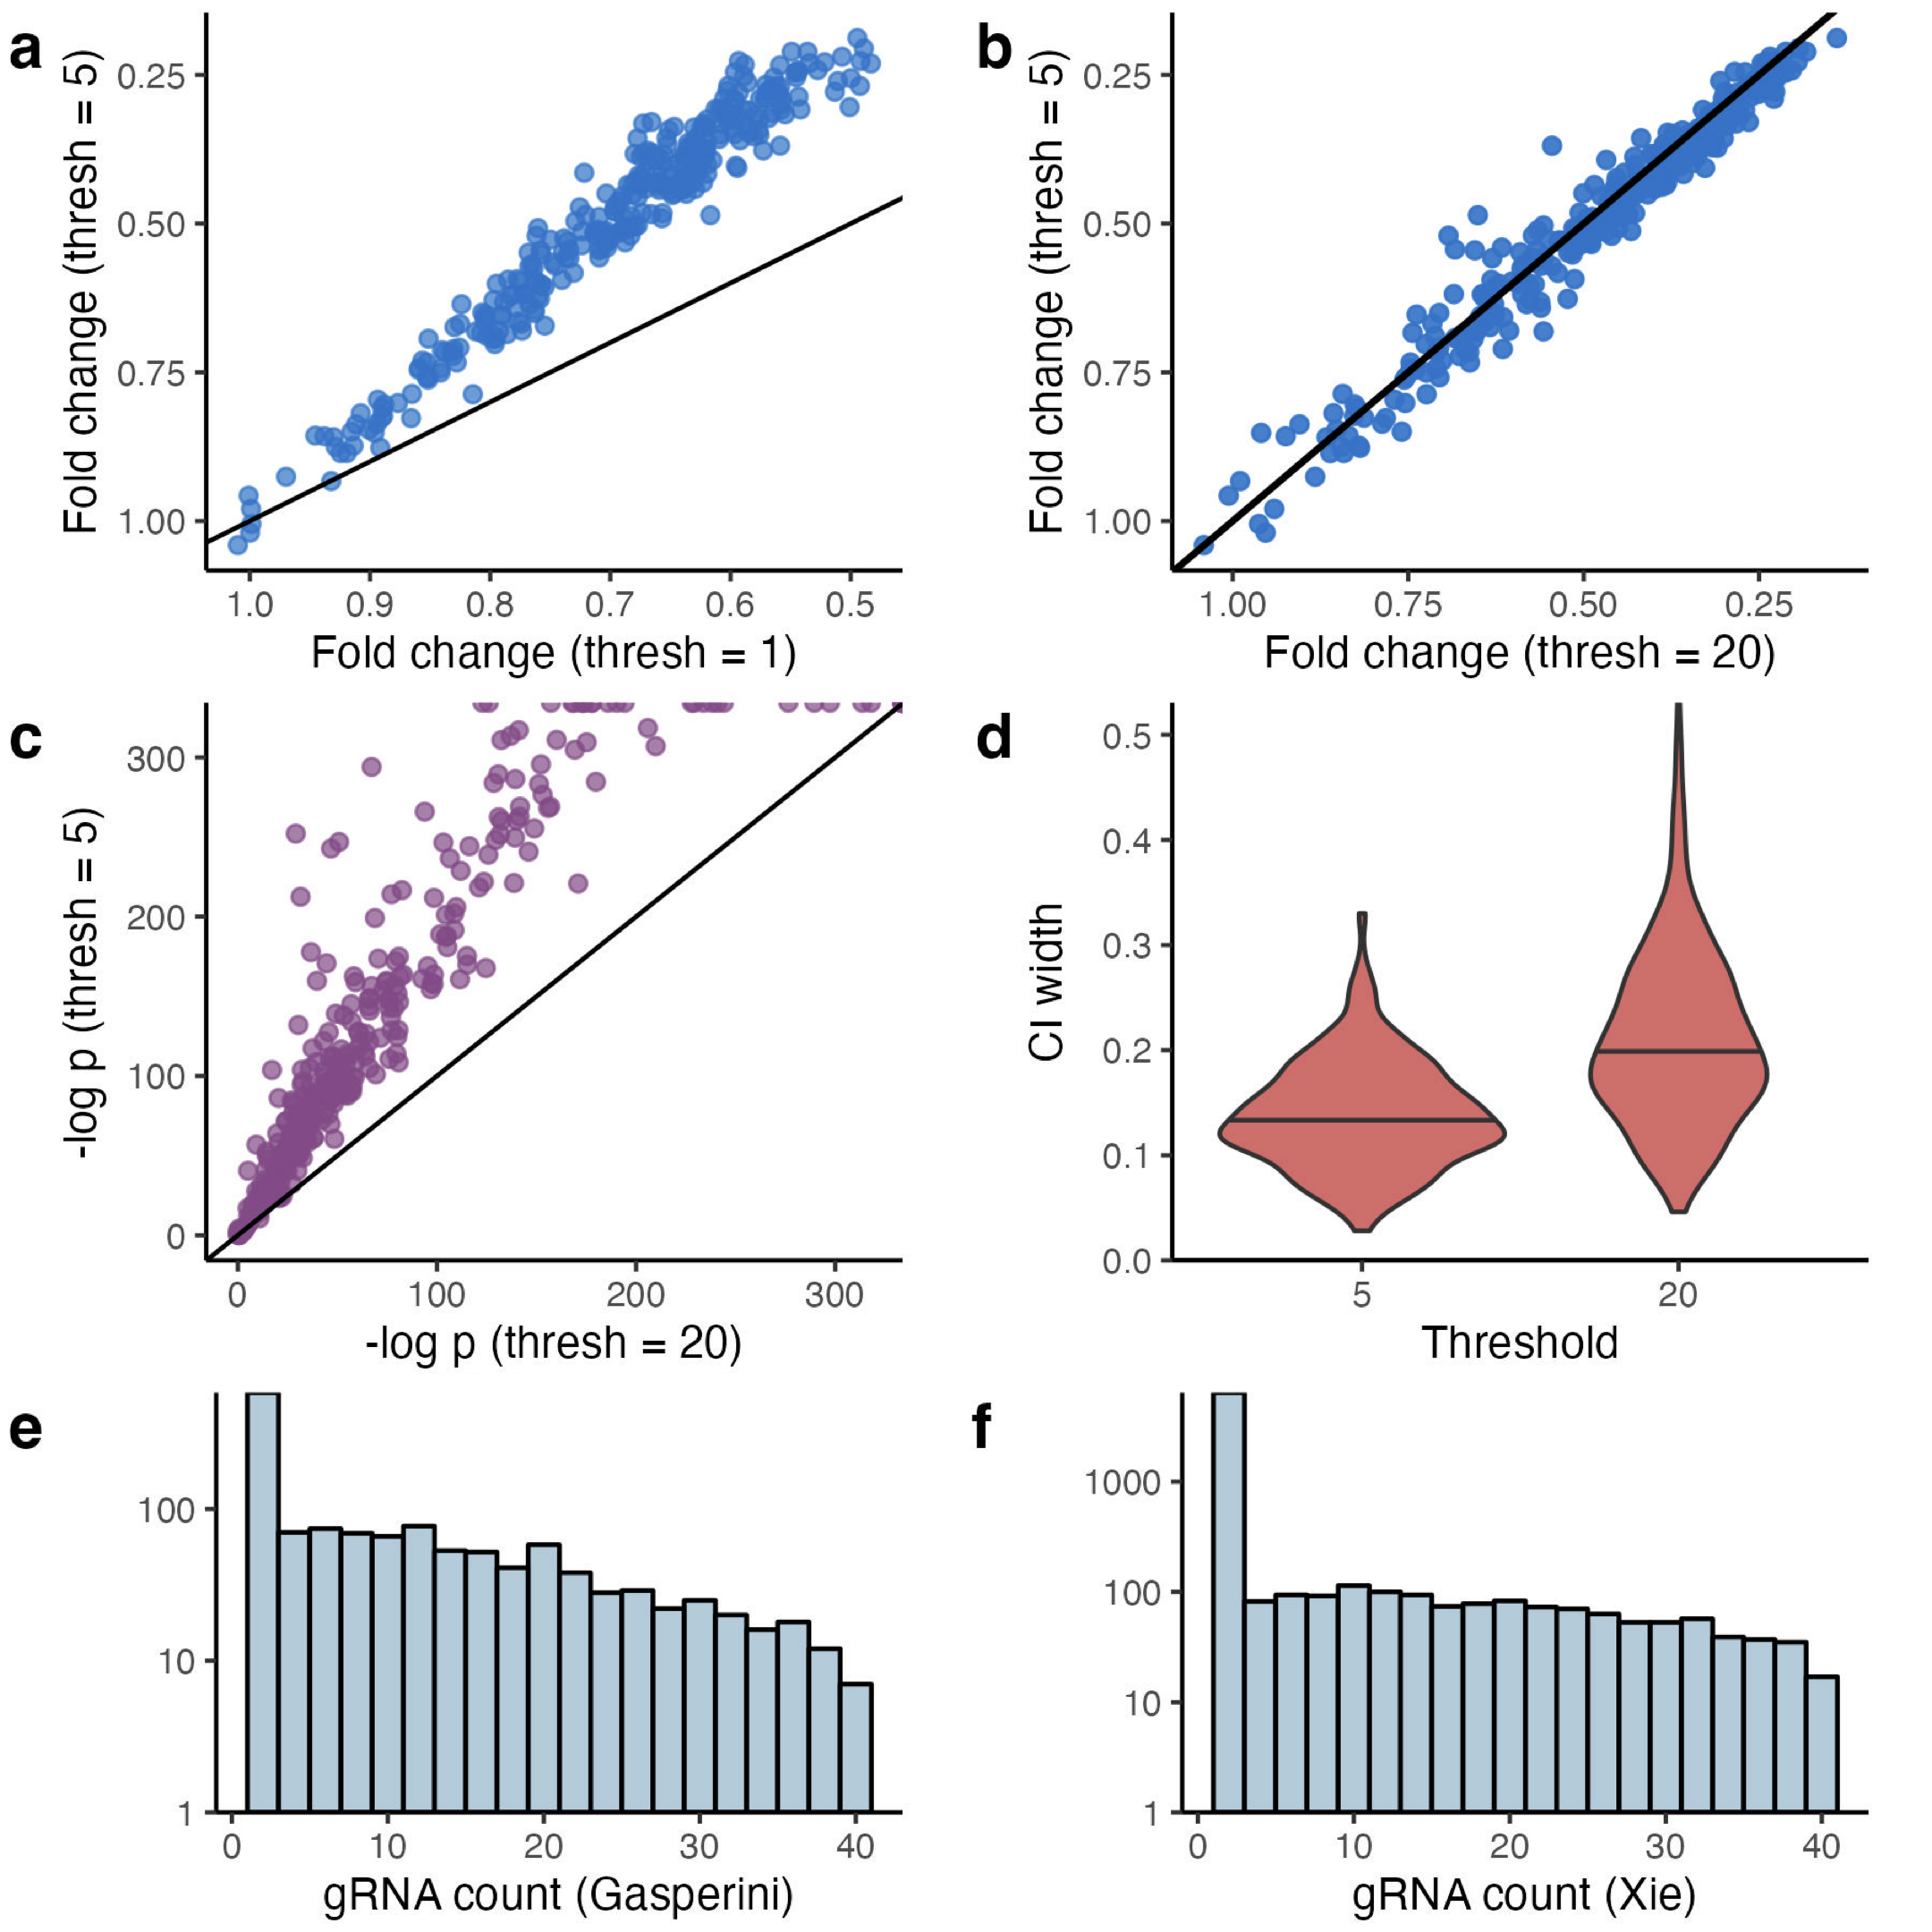 a
Fold change (thresh = 5)
0.25
0.50
0.75
1.00
1.0 0.9 0.8 0.7 0.6 0.5
Fold change (thresh = 1)
b
Fold change (thresh = 5)
0.25
0.50
0.75
1.00
1.00 0.75 0.50 0.25
Fold change (thresh = 20)
c
-log p (thresh = 5)
300
200
100
0
0 100 200 300
-log p (thresh = 20)
d
CI width
0.5
0.4
0.3
0.2
0.1
0.0
5 20
Threshold
e
100
10
1
0 10 20 30 40
gRNA count (Gasperini)
f
1000
100
10
1
0 10 20 30 40
gRNA count (Xie)